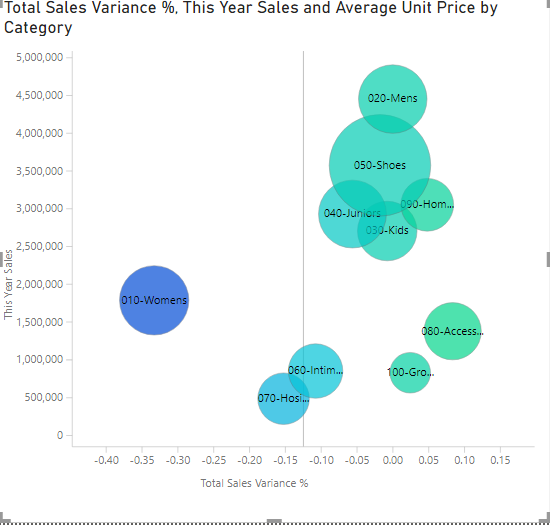 Total Sales Variance %, This Year Sales and Average Unit Price by
Category
5,000,000
4,500,000
4,000,000
3,500,000
3,000,000
2,500,000
2,000,000
1,500,000
1,000,000
500,000
0
This Year Sales
020-Mens
050-Shoes
090-Hom...
040-Juniors
030-Kids
010-Womens
080-Access...
060-Intim...
100-Gro...
070-Hosi...
-0.40 -0.35 -0.30 -0.25 -0.20 -0.15 -0.10 -0.05 0.00 0.05 0.10 0.15
Total Sales Variance %